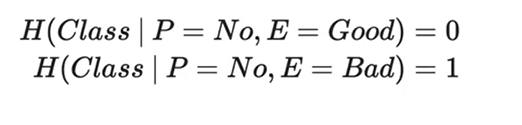 H(Class | P = No, E = Good) = 0
H(Class | P = No, E = Bad) = 1